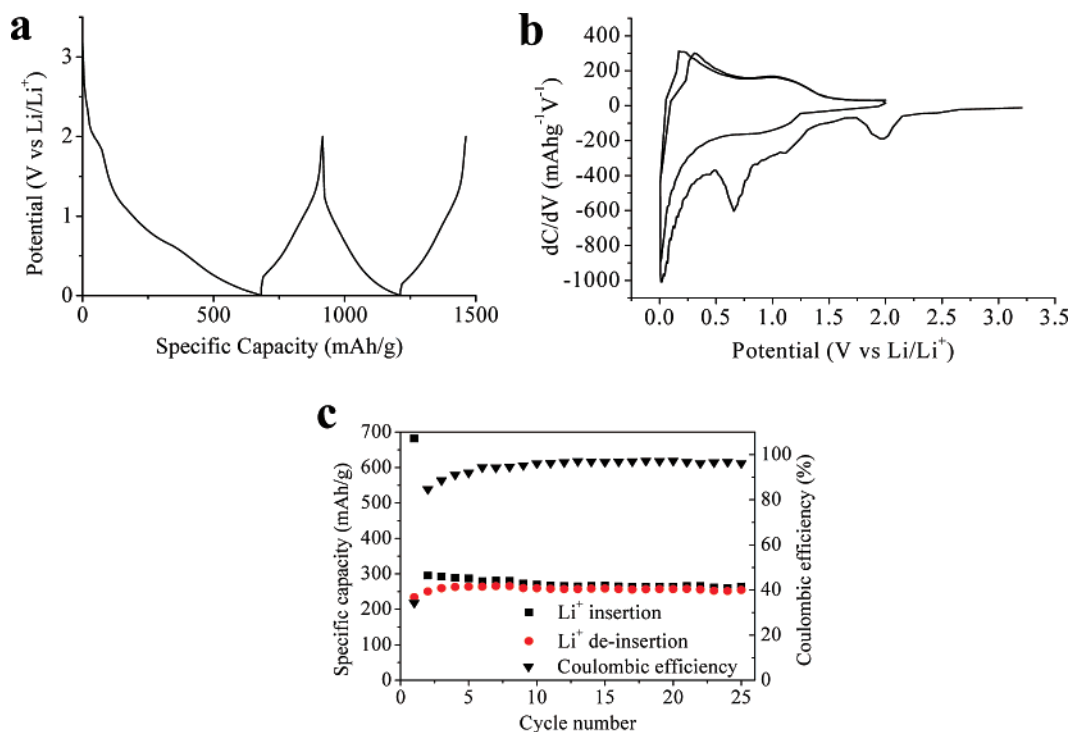 a
3
2
1
0
Potential (V vs Li/Li⁺)
0 500 1000 1500
Specific Capacity (mAh/g)
b
400
200
0
-200
-400
-600
-800
-1000
dC/dV (mAhg⁻¹V⁻¹)
0.0 0.5 1.0 1.5 2.0 2.5 3.0 3.5
Potential (V vs Li/Li⁺)
c
700
600
500
400
300
200
100
0
Specific capacity (mAh/g)
Li⁺ insertion
Li⁺ de-insertion
Coulombic efficiency
100
80
60
40
20
0
Coulombic efficiency (%)
0 5 10 15 20 25
Cycle number